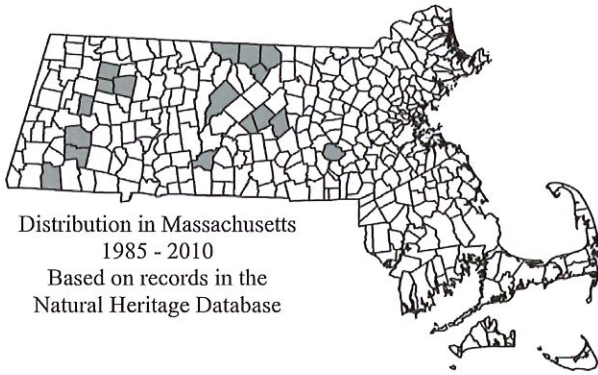 Distribution in Massachusetts
1985 - 2010
Based on records in the
Natural Heritage Database